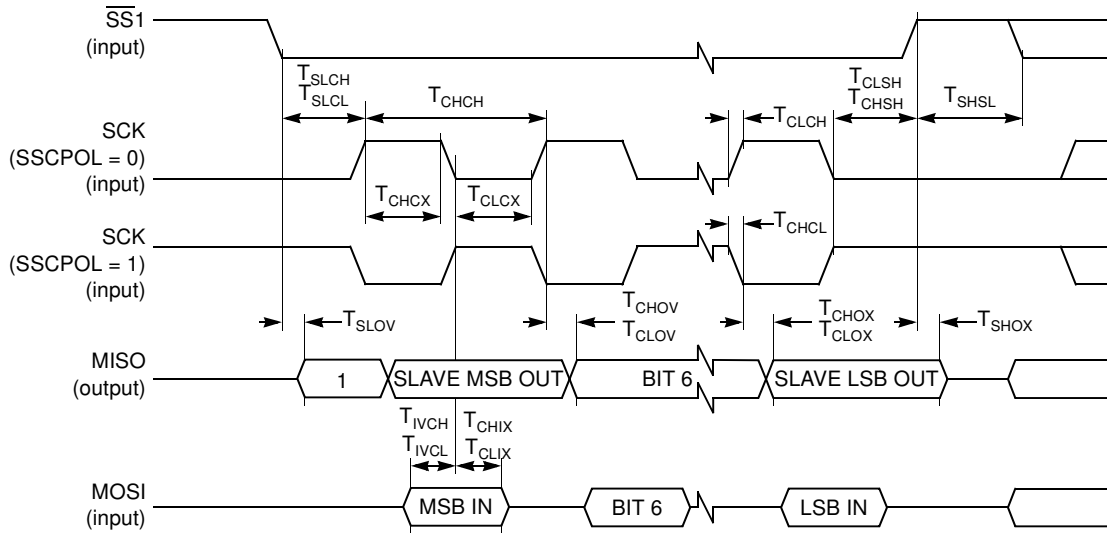 SS1
(input)
T_SLCH
T_SLCL
T_CHCH
T_CLCH
T_CLSH
T_CHSH
T_SHSL
SCK
(SSCPOL = 0)
(input)
T_CHCX
T_CLCX
SCK
(SSCPOL = 1)
(input)
T_CHCL
T_SLOV
T_CHOV
T_CLOV
T_CHOX
T_CLOX
T_SHOX
MISO
(output)
1
SLAVE MSB OUT
BIT 6
SLAVE LSB OUT
T_IVCH
T_IVCL
T_CHIX
T_CLIX
MOSI
(input)
MSB IN
BIT 6
LSB IN